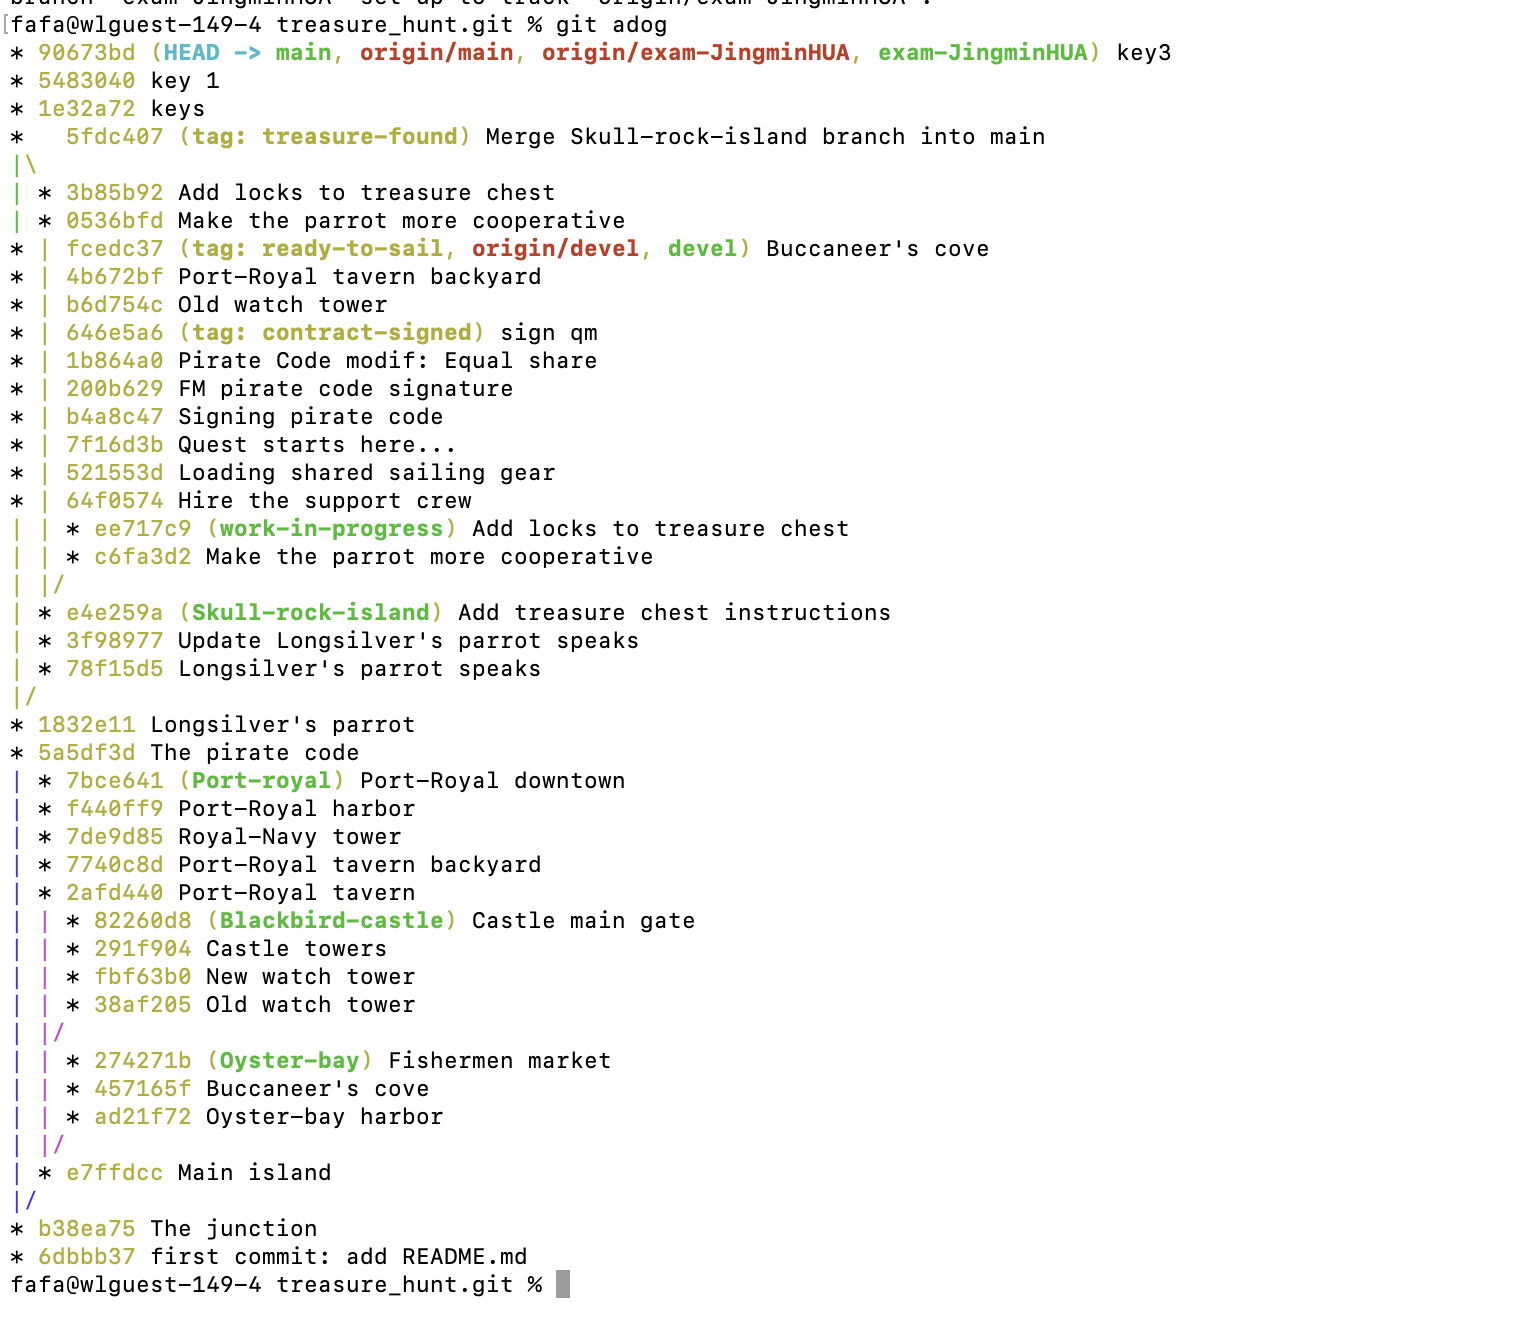 branch 'exam-JingminHUA' set up to track 'origin/exam-JingminHUA'.
[fafa@wlguest-149-4 treasure_hunt.git % git adog
* 90673bd (HEAD -> main, origin/main, origin/exam-JingminHUA, exam-JingminHUA) key3
* 5483040 key 1
* 1e32a72 keys
*   5fdc407 (tag: treasure-found) Merge Skull-rock-island branch into main
|\
| * 3b85b92 Add locks to treasure chest
| * 0536bfd Make the parrot more cooperative
* | fcedc37 (tag: ready-to-sail, origin/devel, devel) Buccaneer's cove
* | 4b672bf Port-Royal tavern backyard
* | b6d754c Old watch tower
* | 646e5a6 (tag: contract-signed) sign qm
* | 1b864a0 Pirate Code modif: Equal share
* | 200b629 FM pirate code signature
* | b4a8c47 Signing pirate code
* | 7f16d3b Quest starts here...
* | 521553d Loading shared sailing gear
* | 64f0574 Hire the support crew
| | * ee717c9 (work-in-progress) Add locks to treasure chest
| | * c6fa3d2 Make the parrot more cooperative
| |/
| * e4e259a (Skull-rock-island) Add treasure chest instructions
| * 3f98977 Update Longsilver's parrot speaks
| * 78f15d5 Longsilver's parrot speaks
|/
* 1832e11 Longsilver's parrot
* 5a5df3d The pirate code
| * 7bce641 (Port-royal) Port-Royal downtown
| * f440ff9 Port-Royal harbor
| * 7de9d85 Royal-Navy tower
| * 7740c8d Port-Royal tavern backyard
| * 2afd440 Port-Royal tavern
| | * 82260d8 (Blackbird-castle) Castle main gate
| | * 291f904 Castle towers
| | * fbf63b0 New watch tower
| | * 38af205 Old watch tower
| |/
| | * 274271b (Oyster-bay) Fishermen market
| | * 457165f Buccaneer's cove
| | * ad21f72 Oyster-bay harbor
| |/
| * e7ffdcc Main island
|/
* b38ea75 The junction
* 6dbbb37 first commit: add README.md
fafa@wlguest-149-4 treasure_hunt.git %